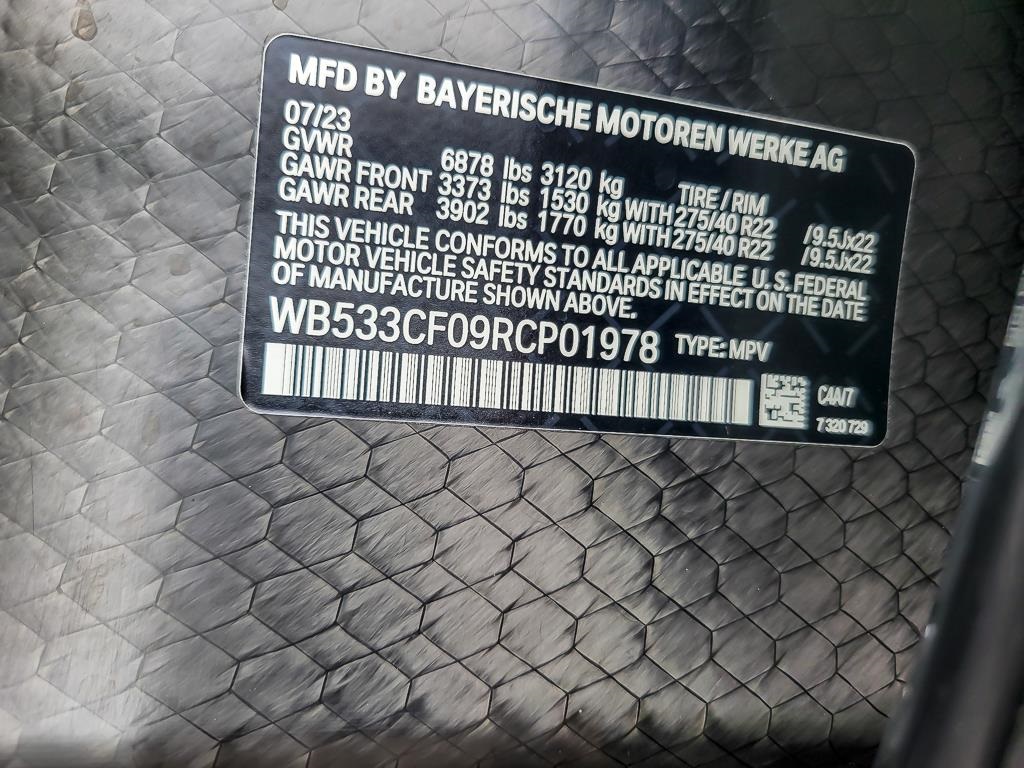 MFD BY BAYERISCHE MOTOREN WERKE AG
07/23
GVWR 6878 lbs 3120 kg TIRE / RIM
GAWR FRONT 3373 lbs 1530 kg WITH 275/40 R22 /9.5Jx22
GAWR REAR 3902 lbs 1770 kg WITH 275/40 R22 /9.5Jx22
THIS VEHICLE CONFORMS TO ALL APPLICABLE U.S. FEDERAL
MOTOR VEHICLE SAFETY STANDARDS IN EFFECT ON THE DATE
OF MANUFACTURE SHOWN ABOVE.
WB533CF09RCP01978 TYPE: MPV
C4A/7
7 320 729